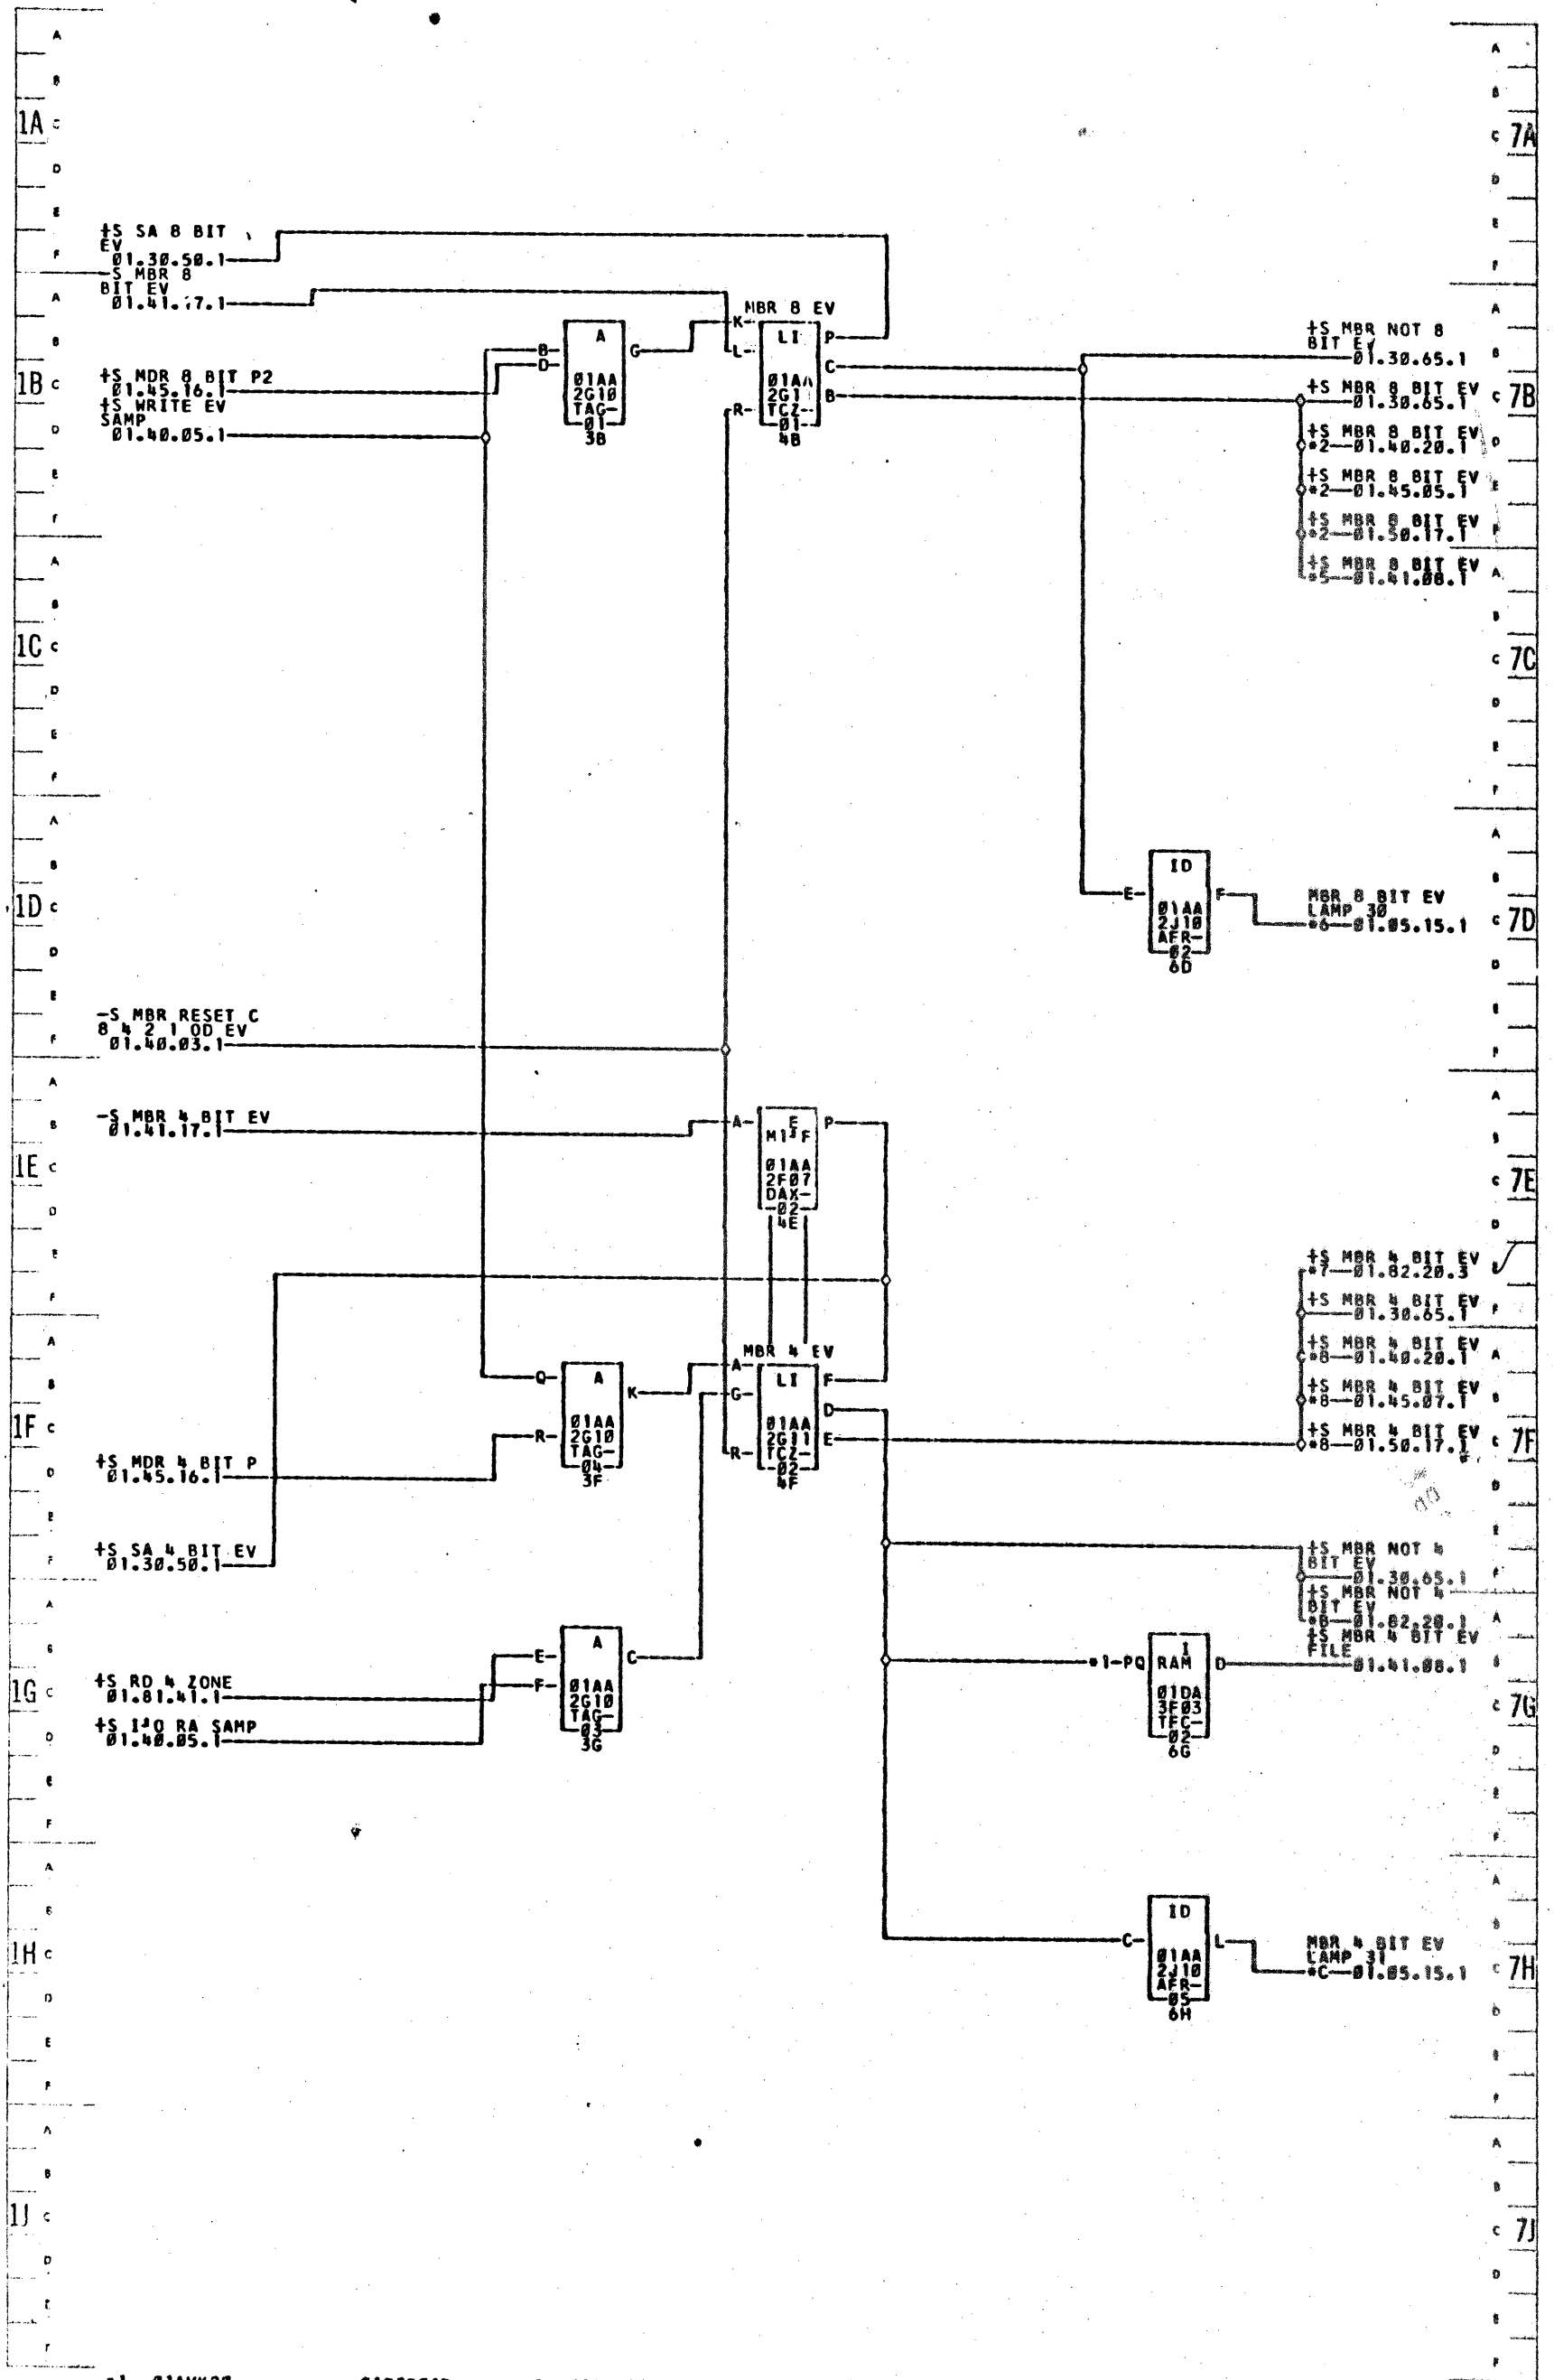 1A
7A
+S SA 8 BIT
EV
01.30.50.1
-S MBR 8
BIT EV
01.41.17.1
MBR 8 EV
K
L
R
LI
P
C
B
01AA
TCZ-
01
4B
B
D
A
G
01AA
2G10
TAG-
01
3B
+S MBR NOT 8
BIT EV
01.30.65.1
1B
+S MDR 8 BIT P2
01.45.16.1
+S WRITE EV
SAMP
01.40.05.1
+S MBR 8 BIT EV
01.30.65.1
7B
+S MBR 8 BIT EV
*2—01.40.20.1
+S MBR 8 BIT EV
*2—01.45.05.1
+S MBR 8 BIT EV
*2—01.50.17.1
+S MBR 8 BIT EV
*5—01.41.08.1
1C
7C
1D
E
ID
F
01AA
2J10
AFR-
02
6D
MBR 8 BIT EV
LAMP 30
*6—01.05.15.1
7D
-S MBR RESET C
8 4 2 1 OD EV
01.40.03.1
-S MBR 4 BIT EV
01.41.17.1
A
E
P
01AA
2F07
DAX-
02
4E
1E
7E
+S MBR 4 BIT EV
*7—01.82.20.3
+S MBR 4 BIT EV
01.30.65.1
+S MBR 4 BIT EV
*8—01.40.20.1
+S MBR 4 BIT EV
*8—01.45.07.1
+S MBR 4 BIT EV
*8—01.50.17.1
7F
MBR 4 EV
A
G
R
LI
F
D
E
01AA
2G11
TCZ-
02
4F
Q
R
A
K
01AA
2G10
TAG-
04
3F
1F
+S MDR 4 BIT P
01.45.16.1
+S SA 4 BIT EV
01.30.50.1
+S MBR NOT 4
BIT EV
01.30.65.1
+S MBR NOT 4
BIT EV
*B—01.82.20.1
+S MBR 4 BIT EV
FILE
01.41.08.1
E
F
A
C
01AA
2G10
TAG-
03
3G
*1-PQ
I
RAM
D
01DA
3F03
TFC-
02
6G
1G
+S RD 4 ZONE
01.81.41.1
+S I-O RA SAMP
01.40.05.1
7G
1H
C
ID
L
01AA
2J10
AFR-
05
6H
MBR 4 BIT EV
LAMP 31
*C—01.05.15.1
7H
1J
7J